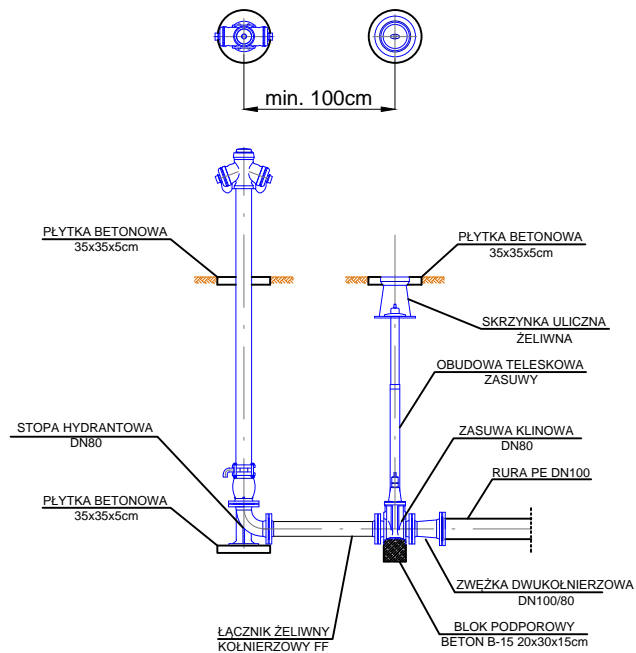 min. 100cm
PŁYTKA BETONOWA
35x35x5cm
PŁYTKA BETONOWA
35x35x5cm
SKRZYNKA ULICZNA
ŻELIWNA
OBUDOWA TELESKOWA
ZASUWY
STOPA HYDRANTOWA
DN80
ZASUWA KLINOWA
DN80
RURA PE DN100
PŁYTKA BETONOWA
35x35x5cm
ZWĘŻKA DWUKOŁNIERZOWA
DN100/80
ŁĄCZNIK ŻELIWNY
KOŁNIERZOWY FF
BLOK PODPOROWY
BETON B-15 20x30x15cm